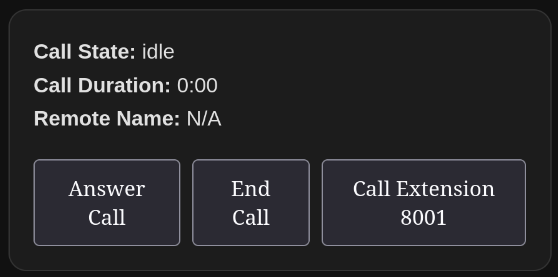 Call State: idle
Call Duration: 0:00
Remote Name: N/A
Answer
Call
End
Call
Call Extension
8001